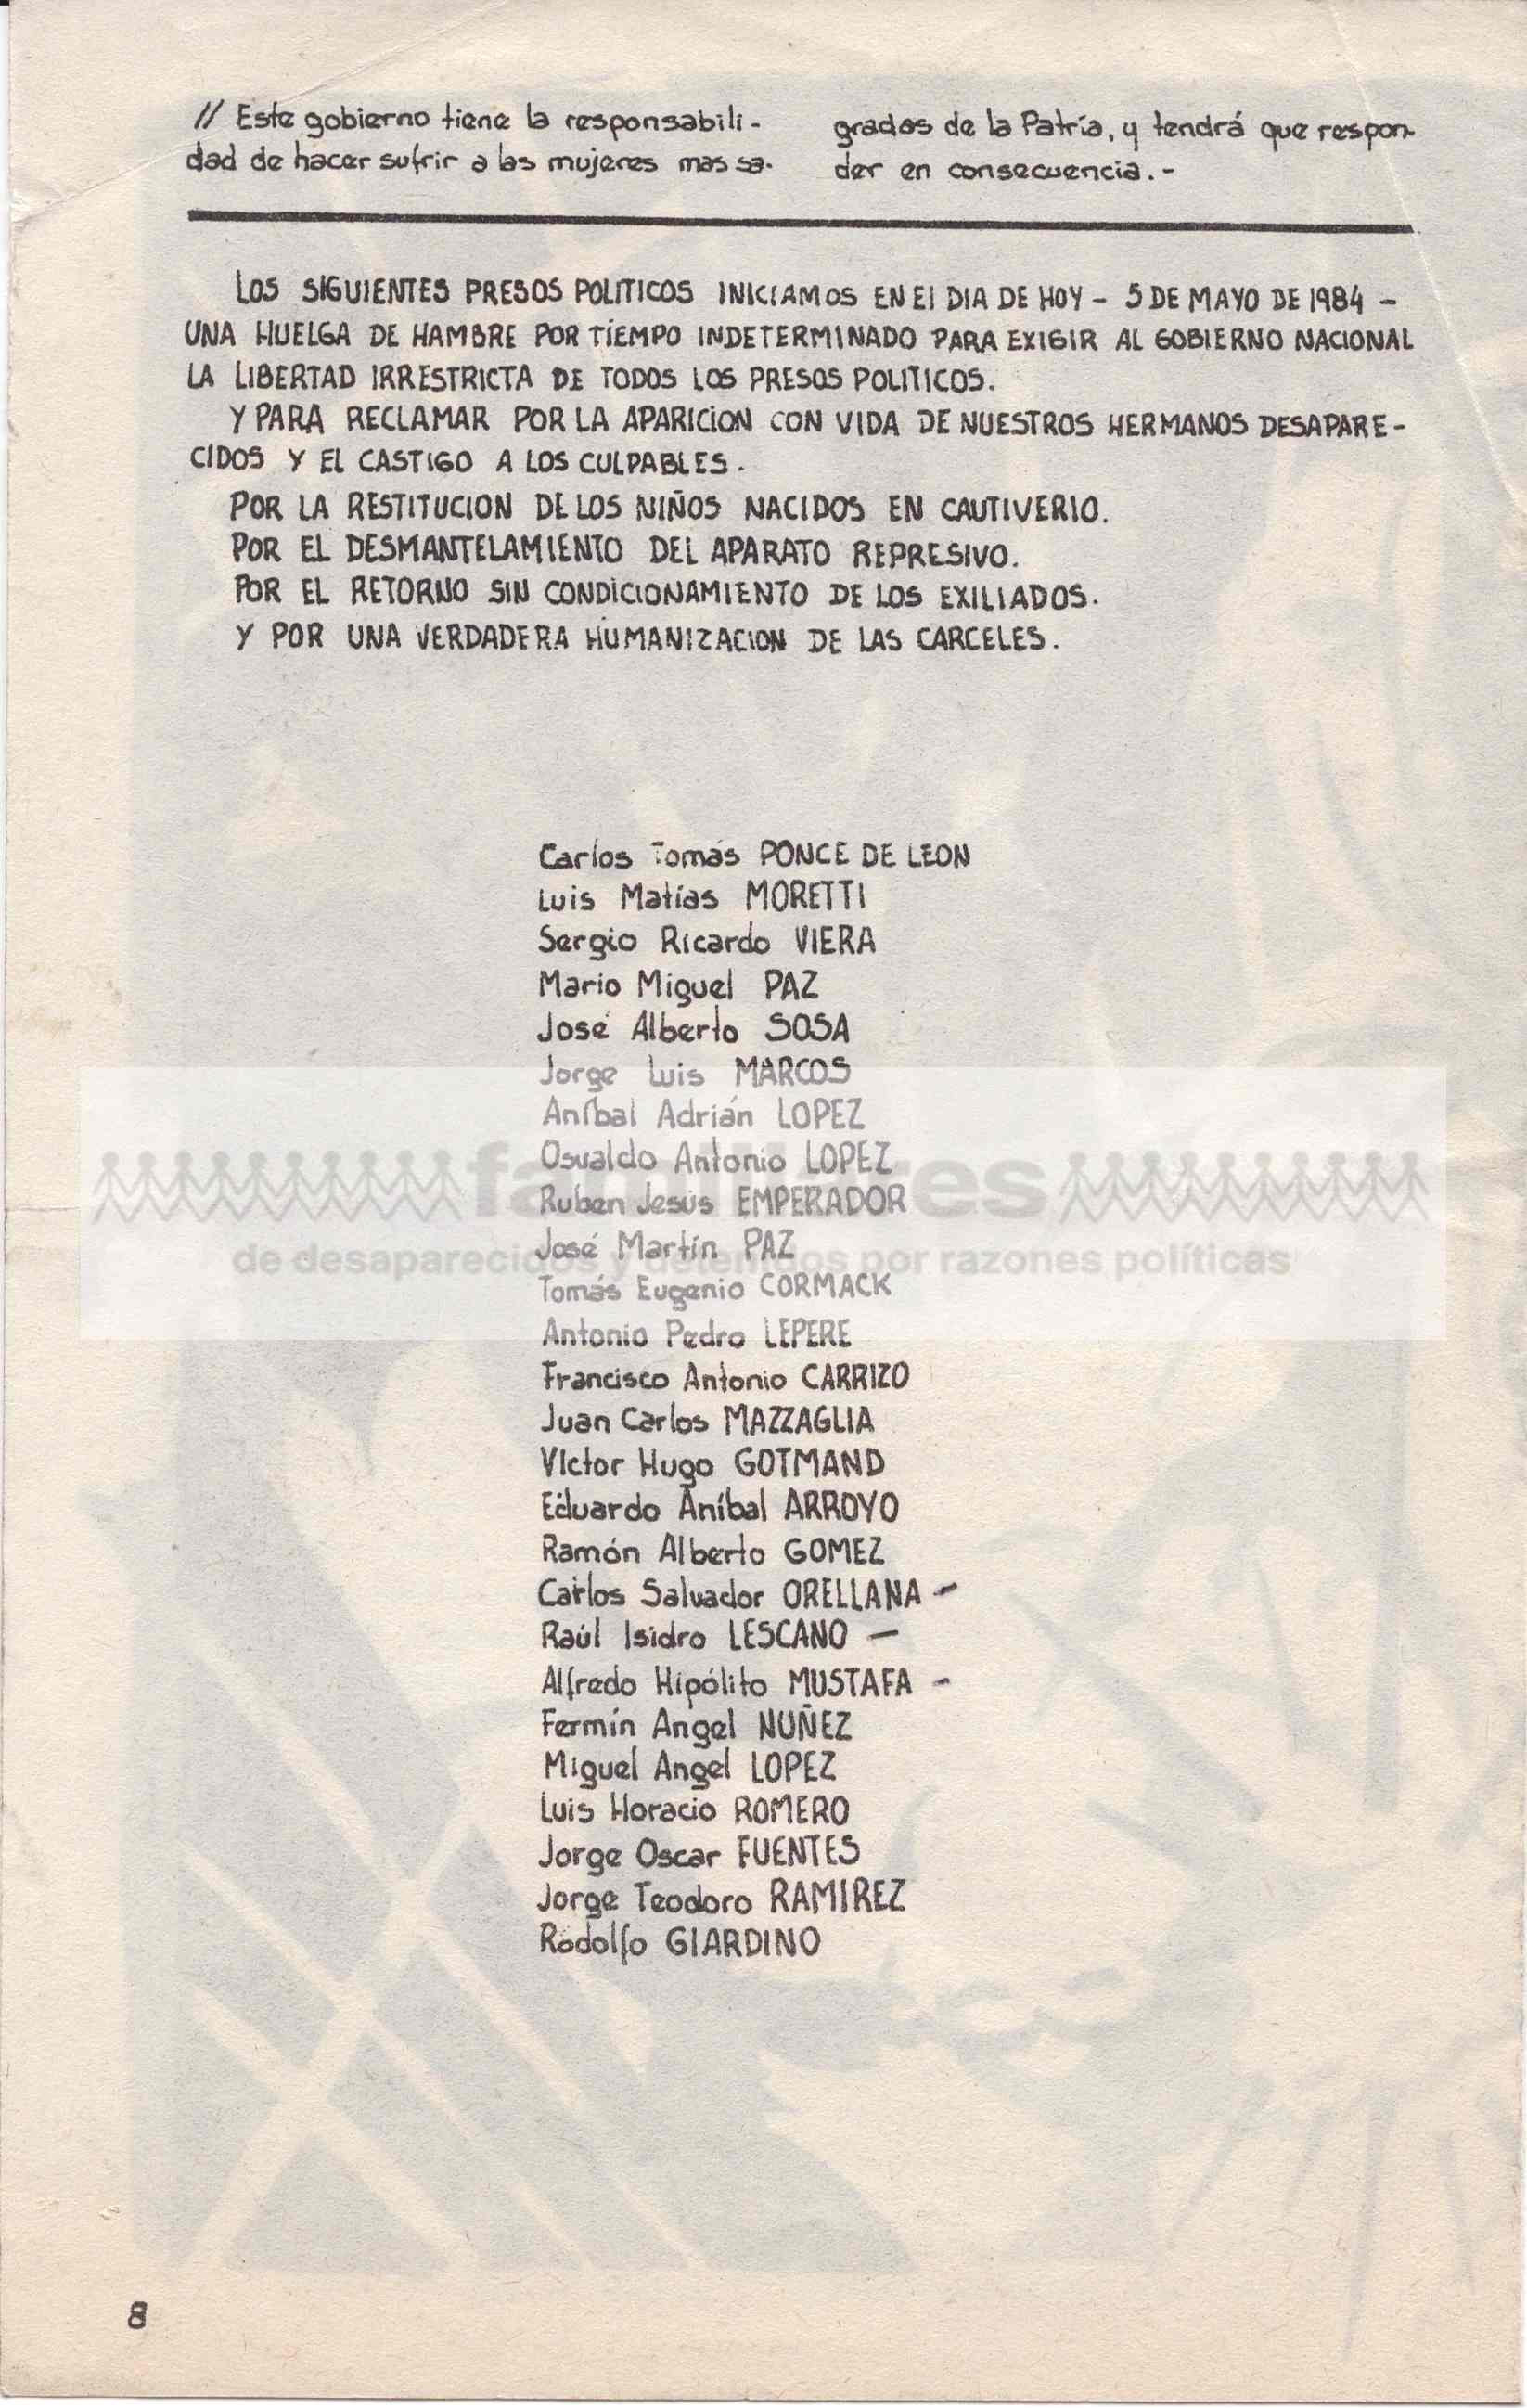 // Este gobierno tiene la responsabili-
dad de hacer sufrir a las mujeres mas sa-
grados de la Patría, y tendrá que respon-
der en consecuencia.-
LOS SIGUIENTES PRESOS POLITICOS INICIAMOS EN El DIA DE HOY - 5 DE MAYO DE 1984 -
UNA HUELGA DE HAMBRE POR TIEMPO INDETERMINADO PARA EXIGIR AL GOBIERNO NACIONAL
LA LIBERTAD IRRESTRICTA DE TODOS LOS PRESOS POLITICOS.
Y PARA RECLAMAR POR LA APARICION CON VIDA DE NUESTROS HERMANOS DESAPARE-
CIDOS Y EL CASTIGO A LOS CULPABLES.
POR LA RESTITUCION DE LOS NIÑOS NACIDOS EN CAUTIVERIO.
POR EL DESMANTELAMIENTO DEL APARATO REPRESIVO.
POR EL RETORNO SIN CONDICIONAMIENTO DE LOS EXILIADOS.
Y POR UNA VERDADERA HUMANIZACION DE LAS CARCELES.
Carlos Tomás PONCE DE LEON
Luis Matías MORETTI
Sergio Ricardo VIERA
Mario Miguel PAZ
José Alberto SOSA
Jorge Luis MARCOS
Aníbal Adrián LOPEZ
Osvaldo Antonio LOPEZ
familiares
Ruben Jesús EMPERADOR
José Martín PAZ
de desaparecidos y detenidos por razones políticas
Tomás Eugenio CORMACK
Antonio Pedro LEPERE
Francisco Antonio CARRIZO
Juan Carlos MAZZAGLIA
Víctor Hugo GOTMAND
Eduardo Aníbal ARROYO
Ramón Alberto GOMEZ
Carlos Salvador ORELLANA -
Raúl Isidro LESCANO -
Alfredo Hipólito MUSTAFA -
Fermín Angel NUÑEZ
Miguel Angel LOPEZ
Luis Horacio ROMERO
Jorge Oscar FUENTES
Jorge Teodoro RAMIREZ
Rodolfo GIARDINO
8